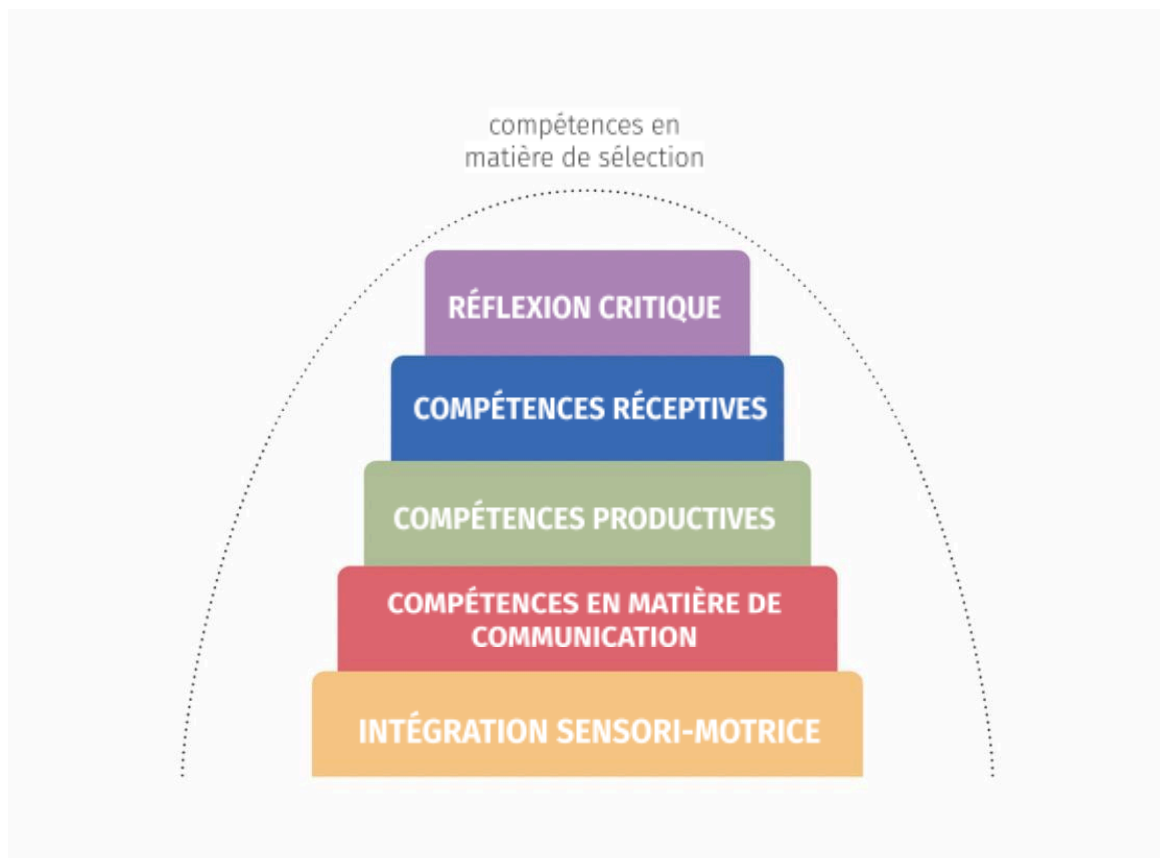 compétences en
matière de sélection
RÉFLEXION CRITIQUE
COMPÉTENCES RÉCEPTIVES
COMPÉTENCES PRODUCTIVES
COMPÉTENCES EN MATIÈRE DE
COMMUNICATION
INTÉGRATION SENSORI-MOTRICE